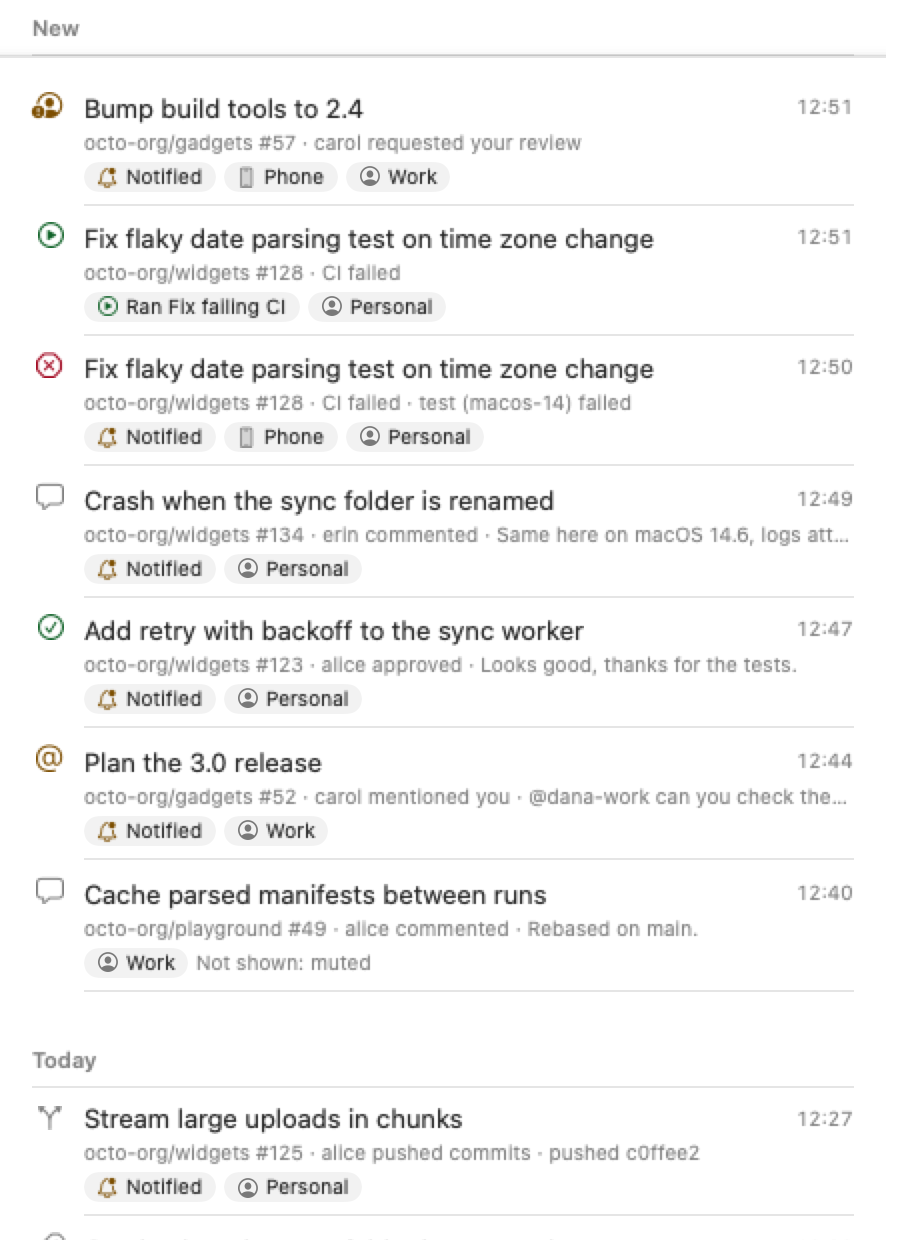 New
Bump build tools to 2.4 12:51
octo-org/gadgets #57 · carol requested your review
Notified Phone Work
Fix flaky date parsing test on time zone change 12:51
octo-org/widgets #128 · CI failed
Ran Fix failing CI Personal
Fix flaky date parsing test on time zone change 12:50
octo-org/widgets #128 · CI failed · test (macos-14) failed
Notified Phone Personal
Crash when the sync folder is renamed 12:49
octo-org/widgets #134 · erin commented · Same here on macOS 14.6, logs att...
Notified Personal
Add retry with backoff to the sync worker 12:47
octo-org/widgets #123 · alice approved · Looks good, thanks for the tests.
Notified Personal
Plan the 3.0 release 12:44
octo-org/gadgets #52 · carol mentioned you · @dana-work can you check the...
Notified Work
Cache parsed manifests between runs 12:40
octo-org/playground #49 · alice commented · Rebased on main.
Work Not shown: muted
Today
Stream large uploads in chunks 12:27
octo-org/widgets #125 · alice pushed commits · pushed c0ffee2
Notified Personal